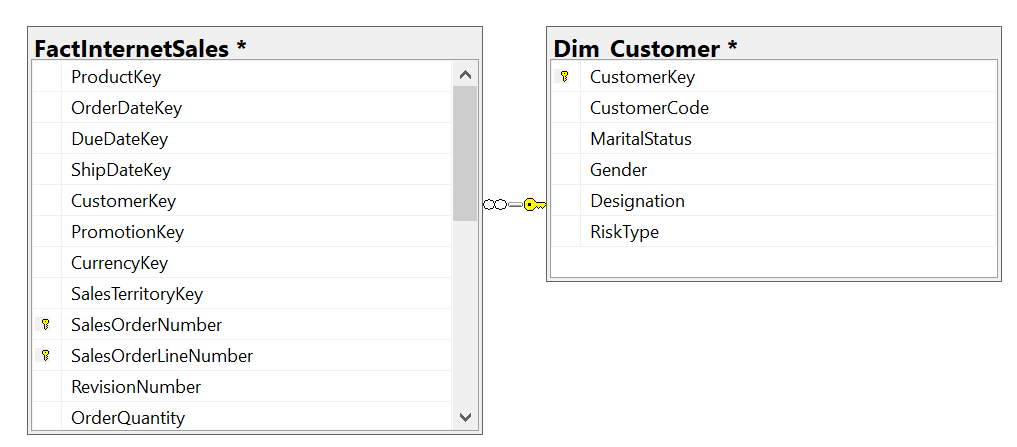 FactInternetSales *
ProductKey
OrderDateKey
DueDateKey
ShipDateKey
CustomerKey
PromotionKey
CurrencyKey
SalesTerritoryKey
SalesOrderNumber
SalesOrderLineNumber
RevisionNumber
OrderQuantity
Dim_Customer *
CustomerKey
CustomerCode
MaritalStatus
Gender
Designation
RiskType